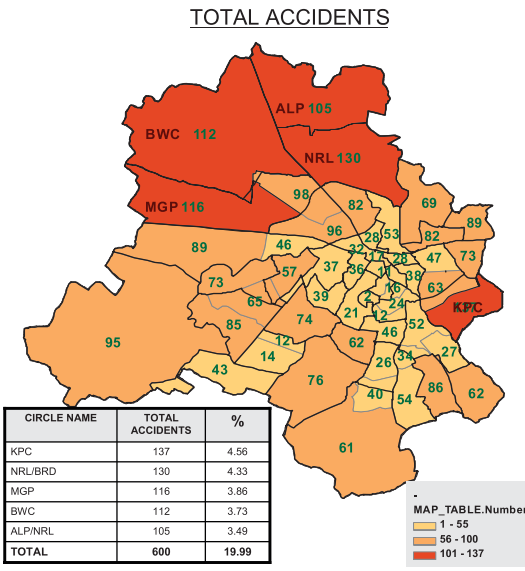 TOTAL ACCIDENTS
ALP 105
BWC 112
NRL 130
MGP 116
98
82
69
96
53
89
89
46
28
82
32
17
28
47
73
57
37
36
11
38
73
16
63
65
39
2
24
KPC
85
74
21
12
52
95
12
62
46
27
14
34
43
26
76
86
62
40
54
61
CIRCLE NAME TOTAL ACCIDENTS %
KPC 137 4.56
NRL/BRD 130 4.33
MGP 116 3.86
BWC 112 3.73
ALP/NRL 105 3.49
TOTAL 600 19.99
-
MAP_TABLE.Number
1 - 55
56 - 100
101 - 137